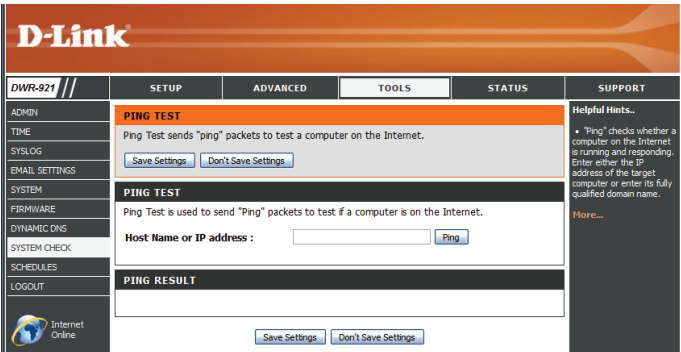 D-Link
DWR-921
SETUP
ADVANCED
TOOLS
STATUS
SUPPORT
ADMIN
TIME
SYSLOG
EMAIL SETTINGS
SYSTEM
FIRMWARE
DYNAMIC DNS
SYSTEM CHECK
SCHEDULES
LOGOUT
Internet
Online
PING TEST
Ping Test sends "ping" packets to test a computer on the Internet.
Save Settings Don't Save Settings
PING TEST
Ping Test is used to send "Ping" packets to test if a computer is on the Internet.
Host Name or IP address : Ping
PING RESULT
Save Settings Don't Save Settings
Helpful Hints..
• "Ping" checks whether a
computer on the Internet
is running and responding.
Enter either the IP
address of the target
computer or enter its fully
qualified domain name.
More...